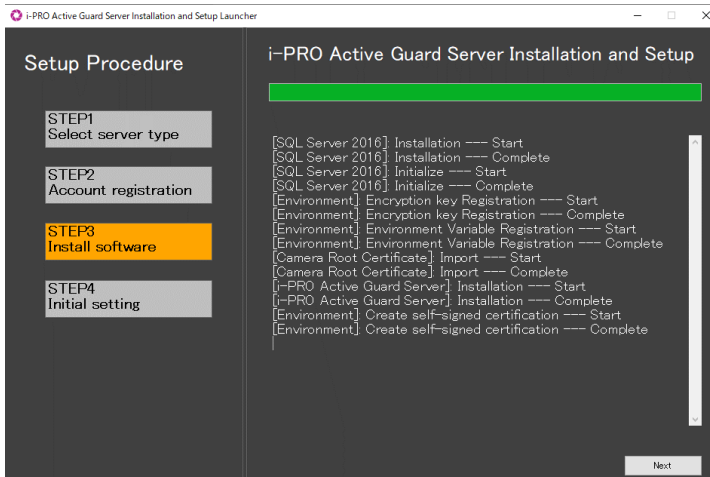 i-PRO Active Guard Server Installation and Setup Launcher
Setup Procedure
STEP1
Select server type
STEP2
Account registration
STEP3
Install software
STEP4
Initial setting
i-PRO Active Guard Server Installation and Setup
[SQL Server 2016]: Installation --- Start
[SQL Server 2016]: Installation --- Complete
[SQL Server 2016]: Initialize --- Start
[SQL Server 2016]: Initialize --- Complete
[Environment]: Encryption key Registration --- Start
[Environment]: Encryption key Registration --- Complete
[Environment]: Environment Variable Registration --- Start
[Environment]: Environment Variable Registration --- Complete
[Camera Root Certificate]: Import --- Start
[Camera Root Certificate]: Import --- Complete
[i-PRO Active Guard Server]: Installation --- Start
[i-PRO Active Guard Server]: Installation --- Complete
[Environment]: Create self-signed certification --- Start
[Environment]: Create self-signed certification --- Complete
Next